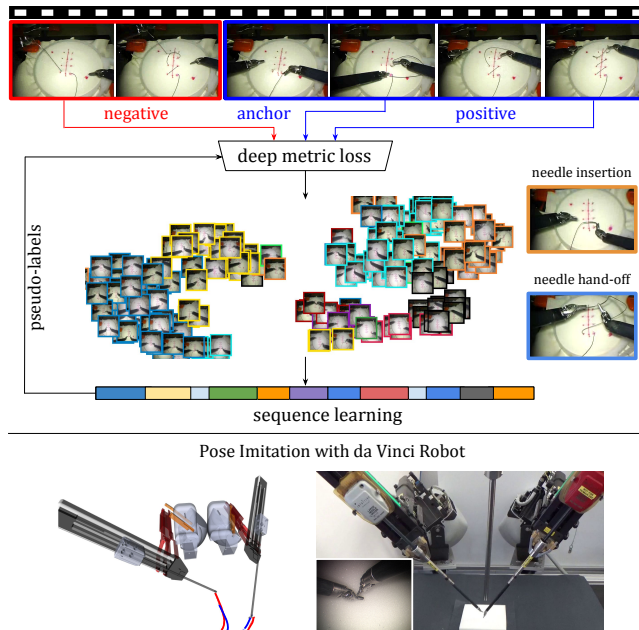 negative
anchor
positive
deep metric loss
needle insertion
needle hand-off
pseudo-labels
sequence learning
Pose Imitation with da Vinci Robot